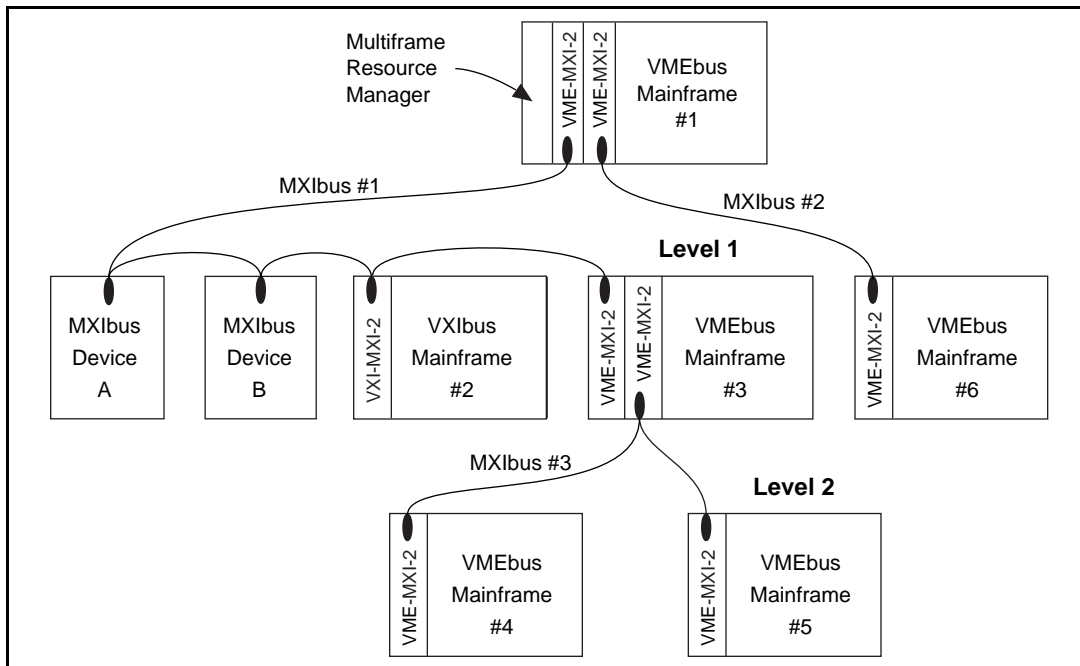 Multiframe
Resource
Manager
VME-MXI-2
VME-MXI-2
VMEbus
Mainframe
#1
MXIbus #1
MXIbus #2
Level 1
MXIbus
Device
A
MXIbus
Device
B
VXI-MXI-2
VXIbus
Mainframe
#2
VME-MXI-2
VME-MXI-2
VMEbus
Mainframe
#3
VME-MXI-2
VMEbus
Mainframe
#6
MXIbus #3
Level 2
VME-MXI-2
VMEbus
Mainframe
#4
VME-MXI-2
VMEbus
Mainframe
#5